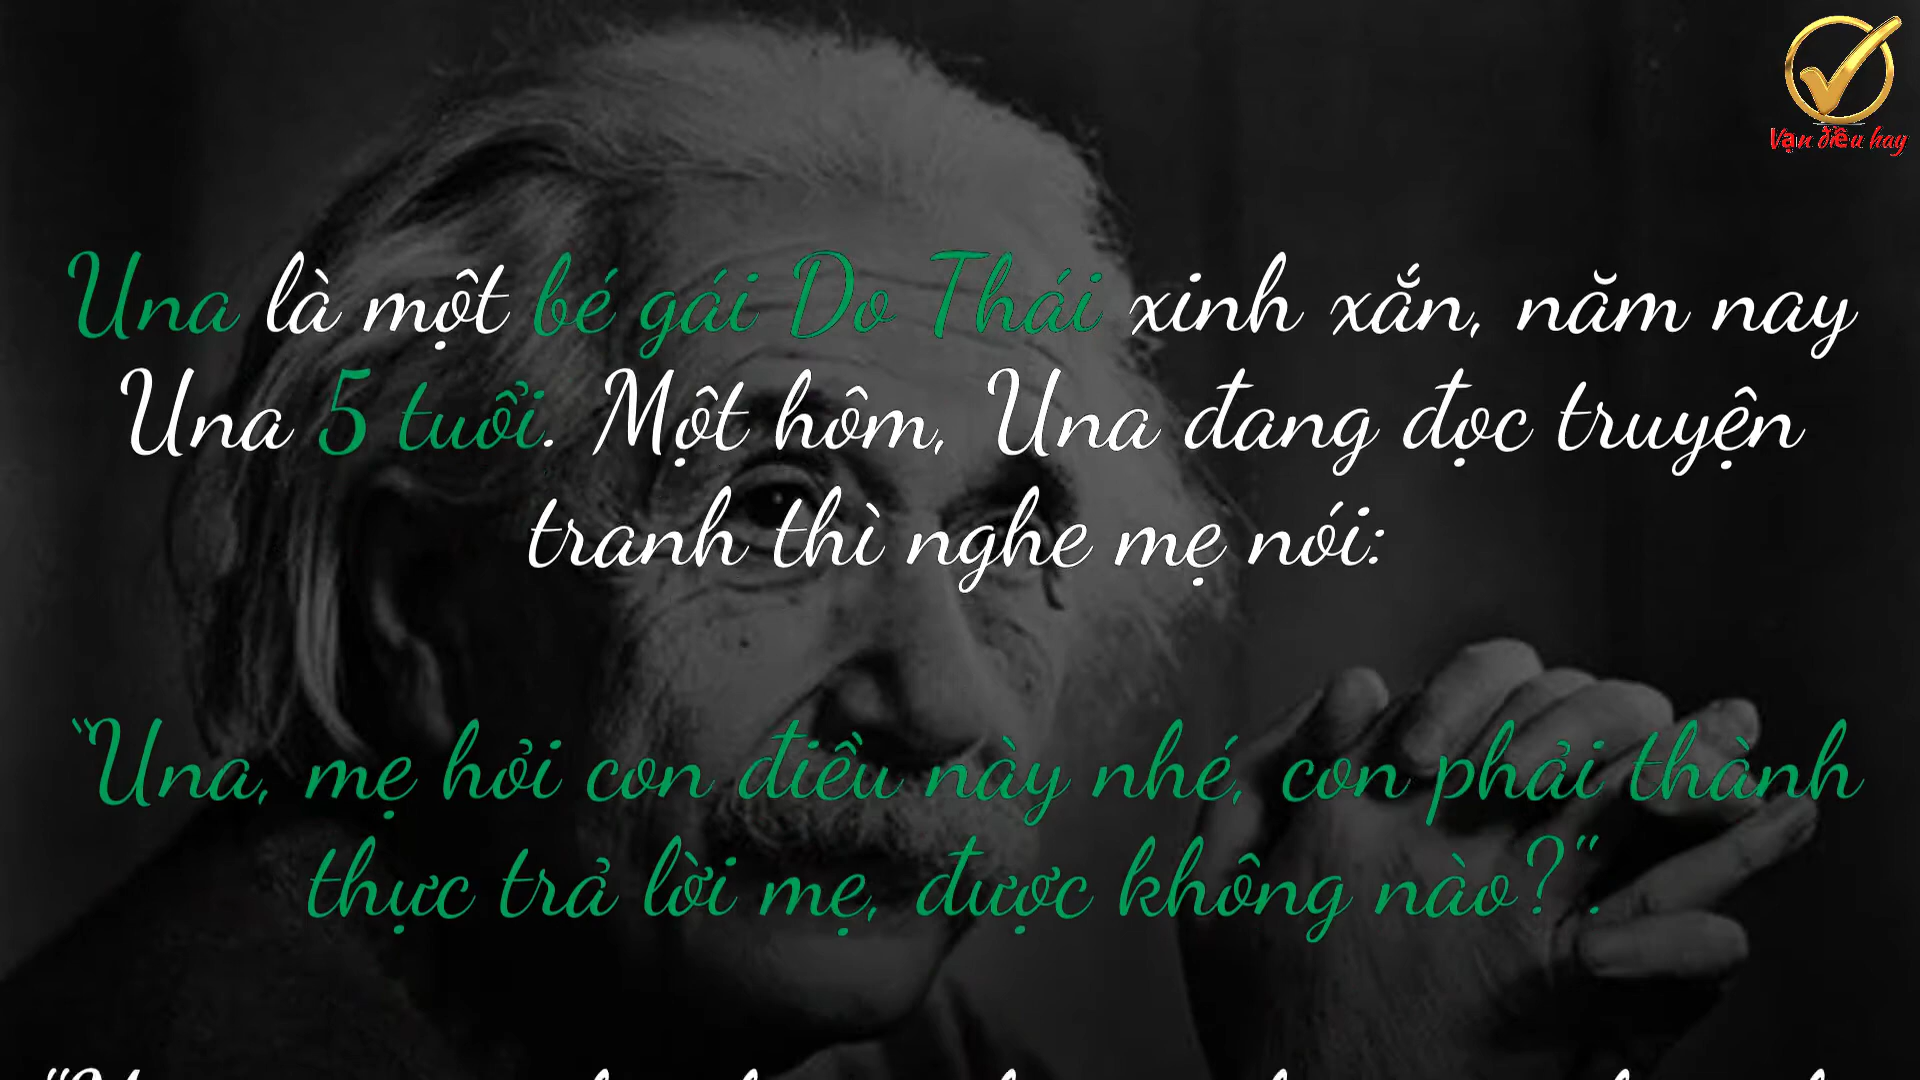 Vạn điều hay
Una là một bé gái Do Thái xinh xắn, năm nay
Una 5 tuổi. Một hôm, Una đang đọc truyện
tranh thì nghe mẹ nói:
“Una, mẹ hỏi con điều này nhé, con phải thành
thực trả lời mẹ, được không nào?”.